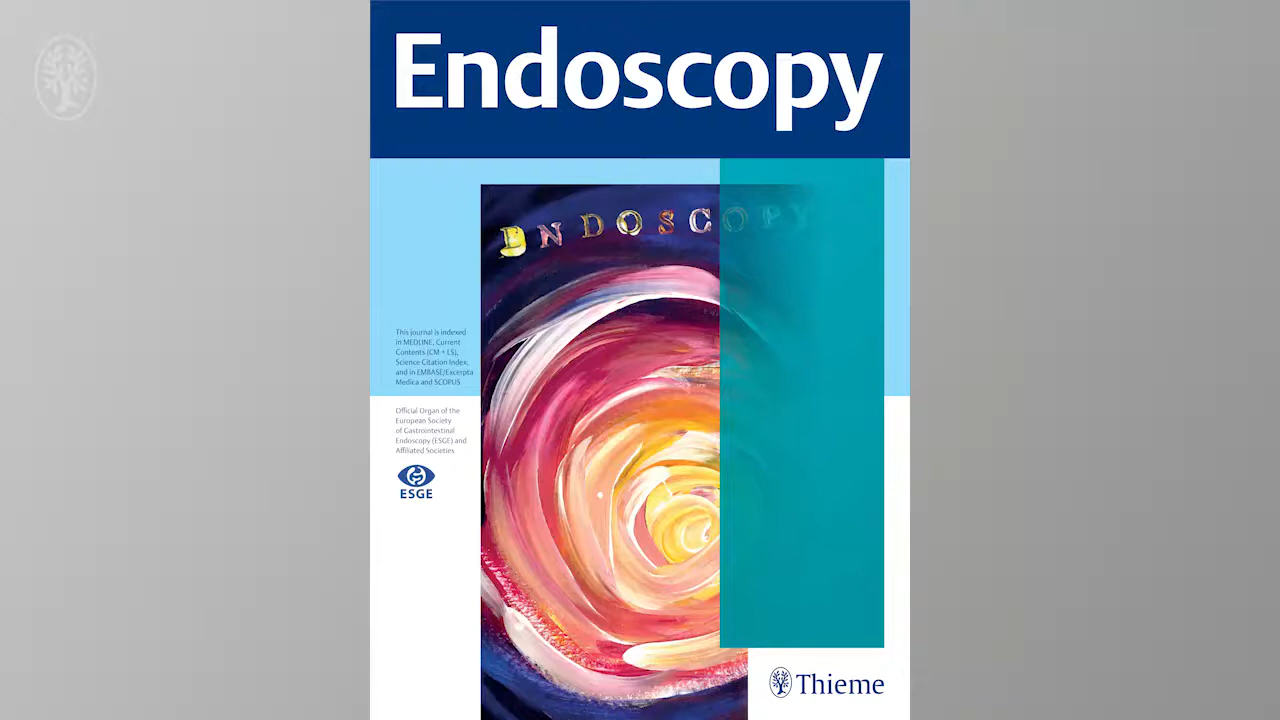 Endoscopy
ENDOSCOPY
This journal is indexed
in MEDLINE, Current
Contents (CM + LS),
Science Citation Index,
and in EMBASE/Excerpta
Medica and SCOPUS
Official Organ of the
European Society
of Gastrointestinal
Endoscopy (ESGE) and
Affiliated Societies
ESGE
Thieme